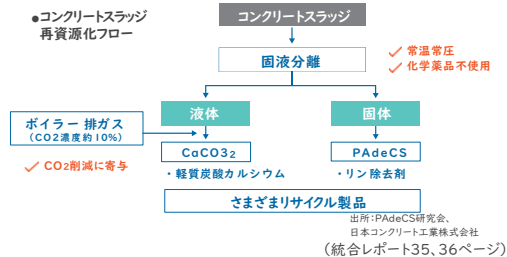 ●コンクリートスラッジ
再資源化フロー
コンクリートスラッジ
固液分離
✓ 常温常圧
✓ 化学薬品不使用
液体
固体
ボイラー 排ガス
（CO2濃度約10%）
✓ CO2削減に寄与
CaCO32
PAdeCS
・軽質炭酸カルシウム
・リン除去剤
さまざまリサイクル製品
出所：PAdeCS研究会、
日本コンクリート工業株式会社
（統合レポート35、36ページ）